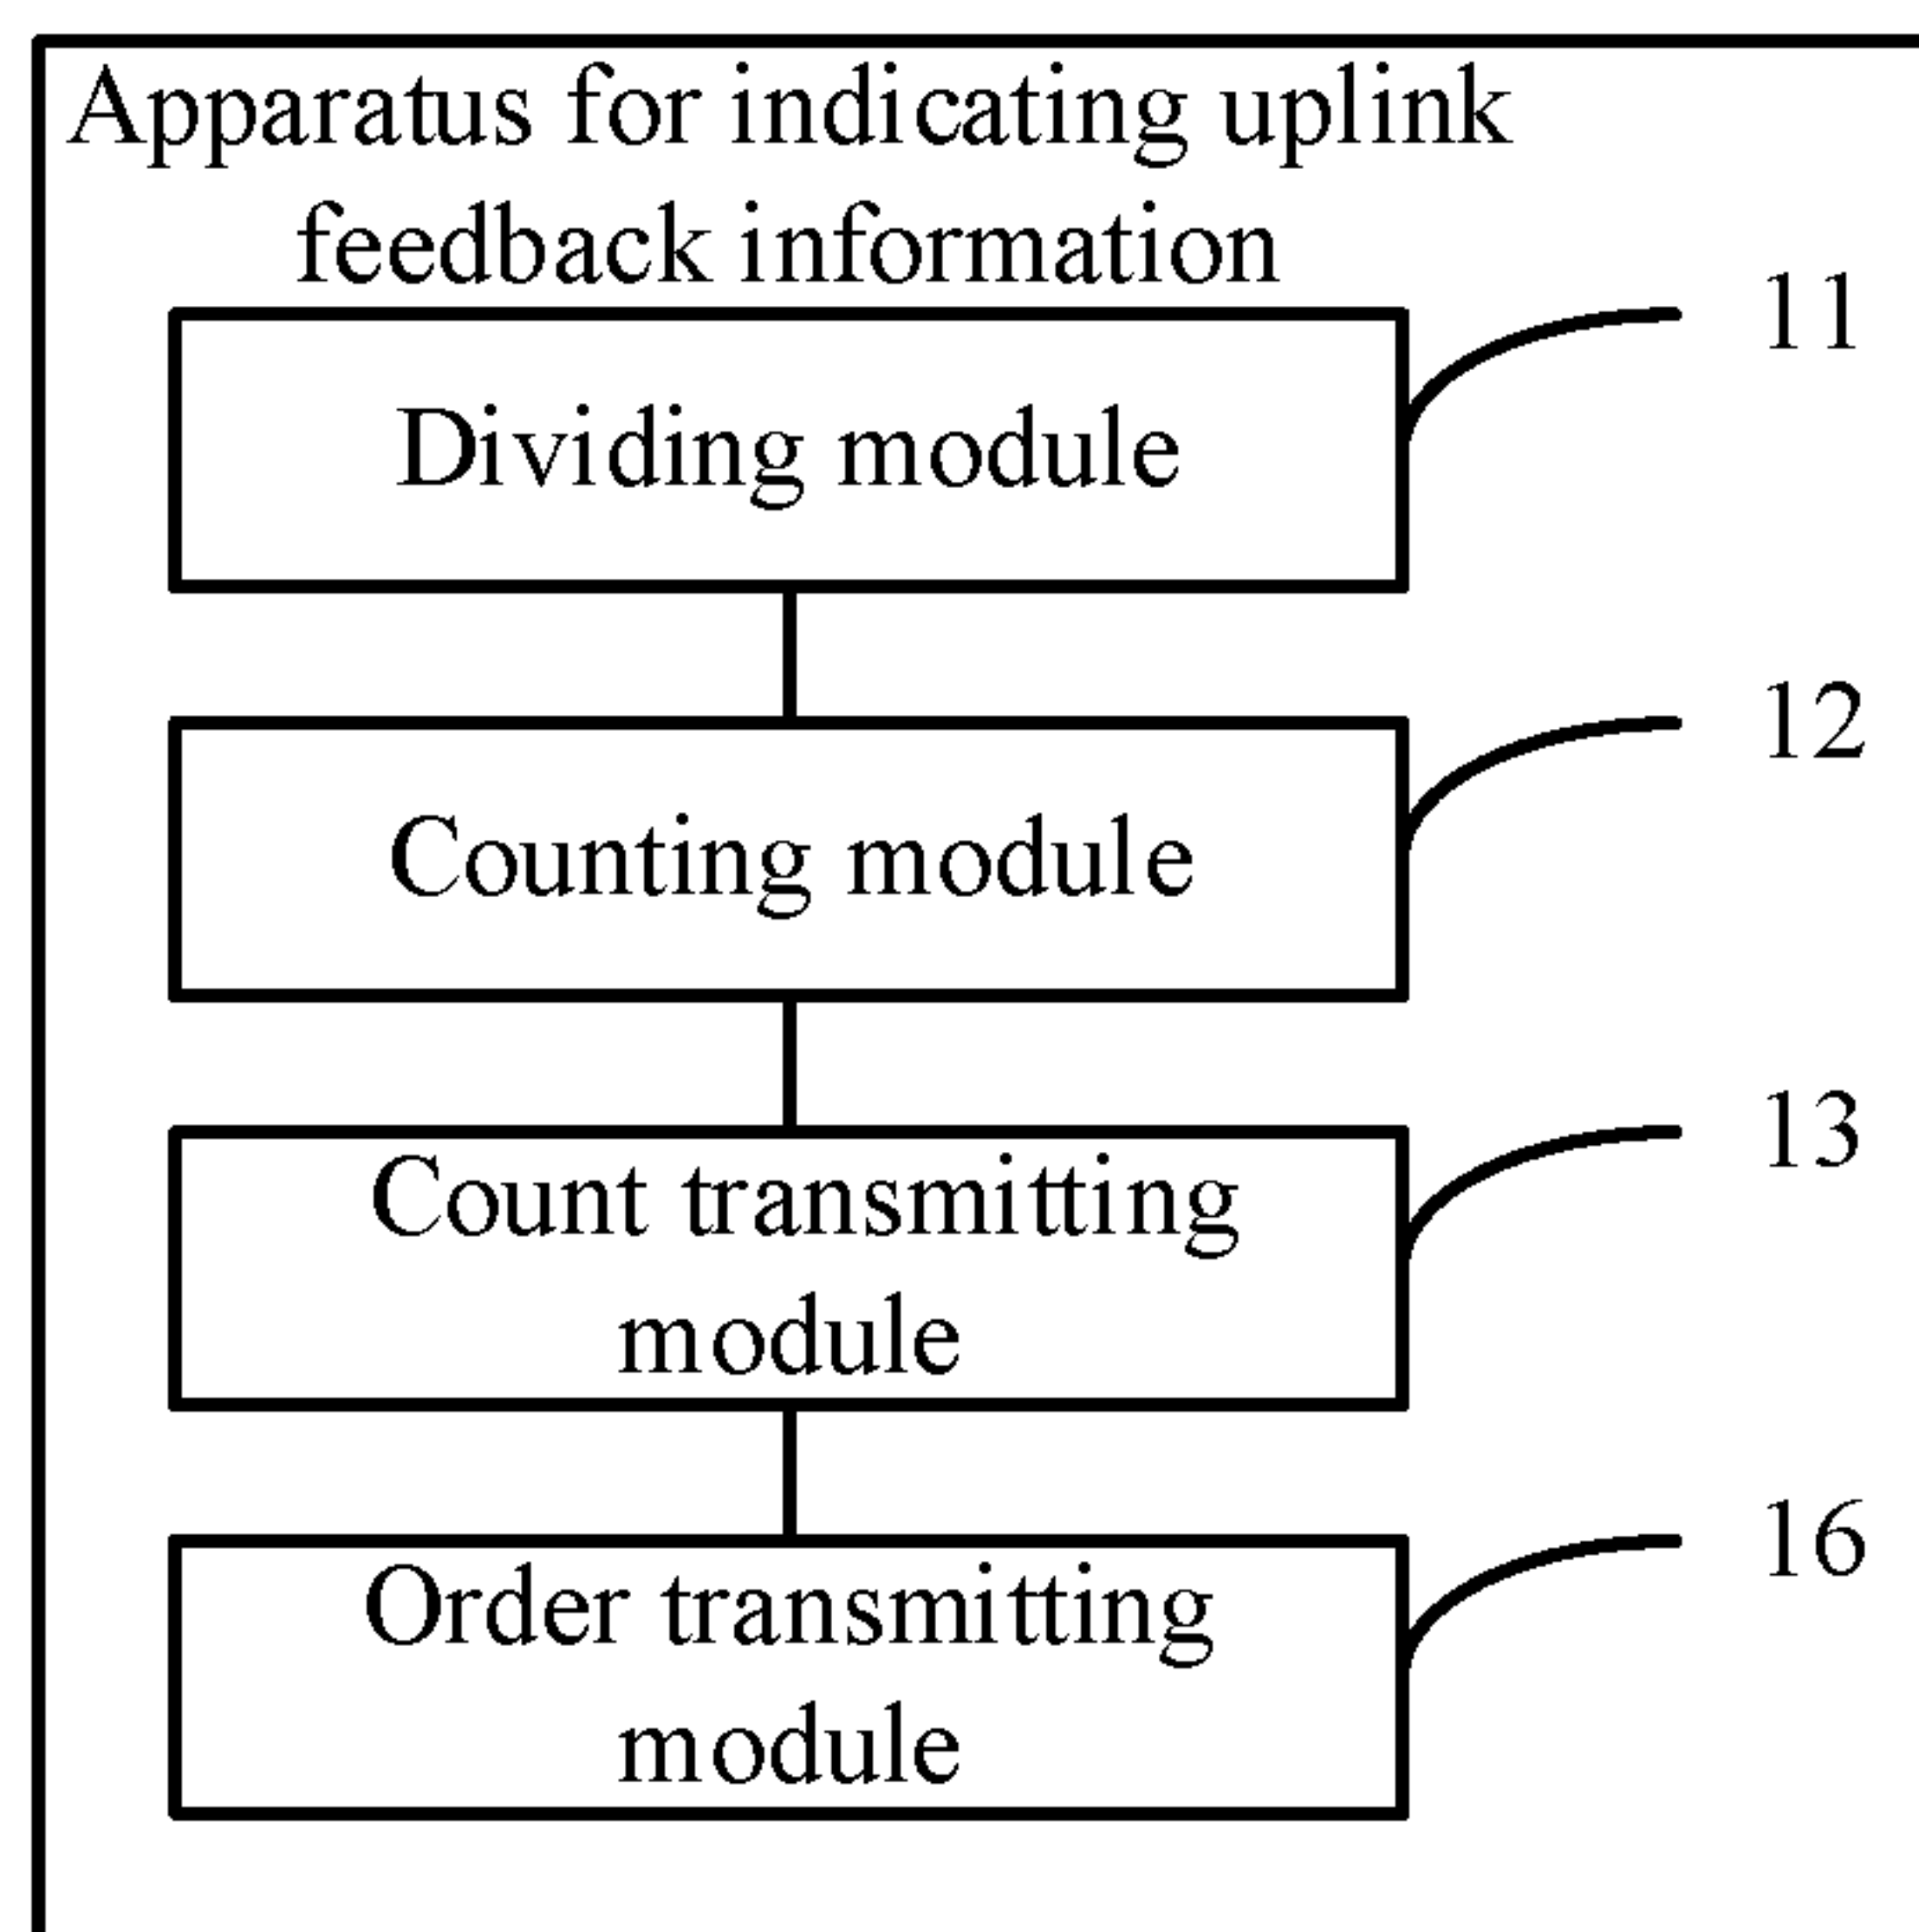 Apparatus for indicating uplink
feedback information
11
Dividing module
12
Counting module
13
Count transmitting
module
16
Order transmitting
module